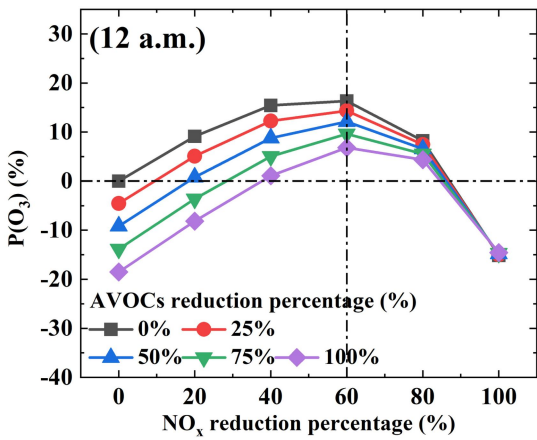 (12 a.m.)
30
20
10
0
-10
-20
-30
-40
P(O₃) (%)
AVOCs reduction percentage (%)
0% 25%
50% 75% 100%
0 20 40 60 80 100
NOₓ reduction percentage (%)